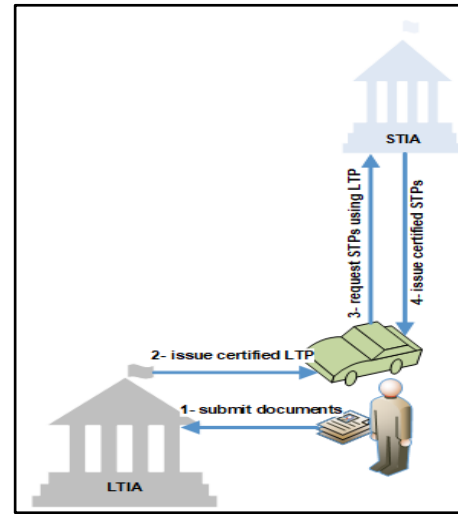 STIA
3- request STPs using LTP
4- issue certified STPs
2- issue certified LTP
1- submit documents
LTIA